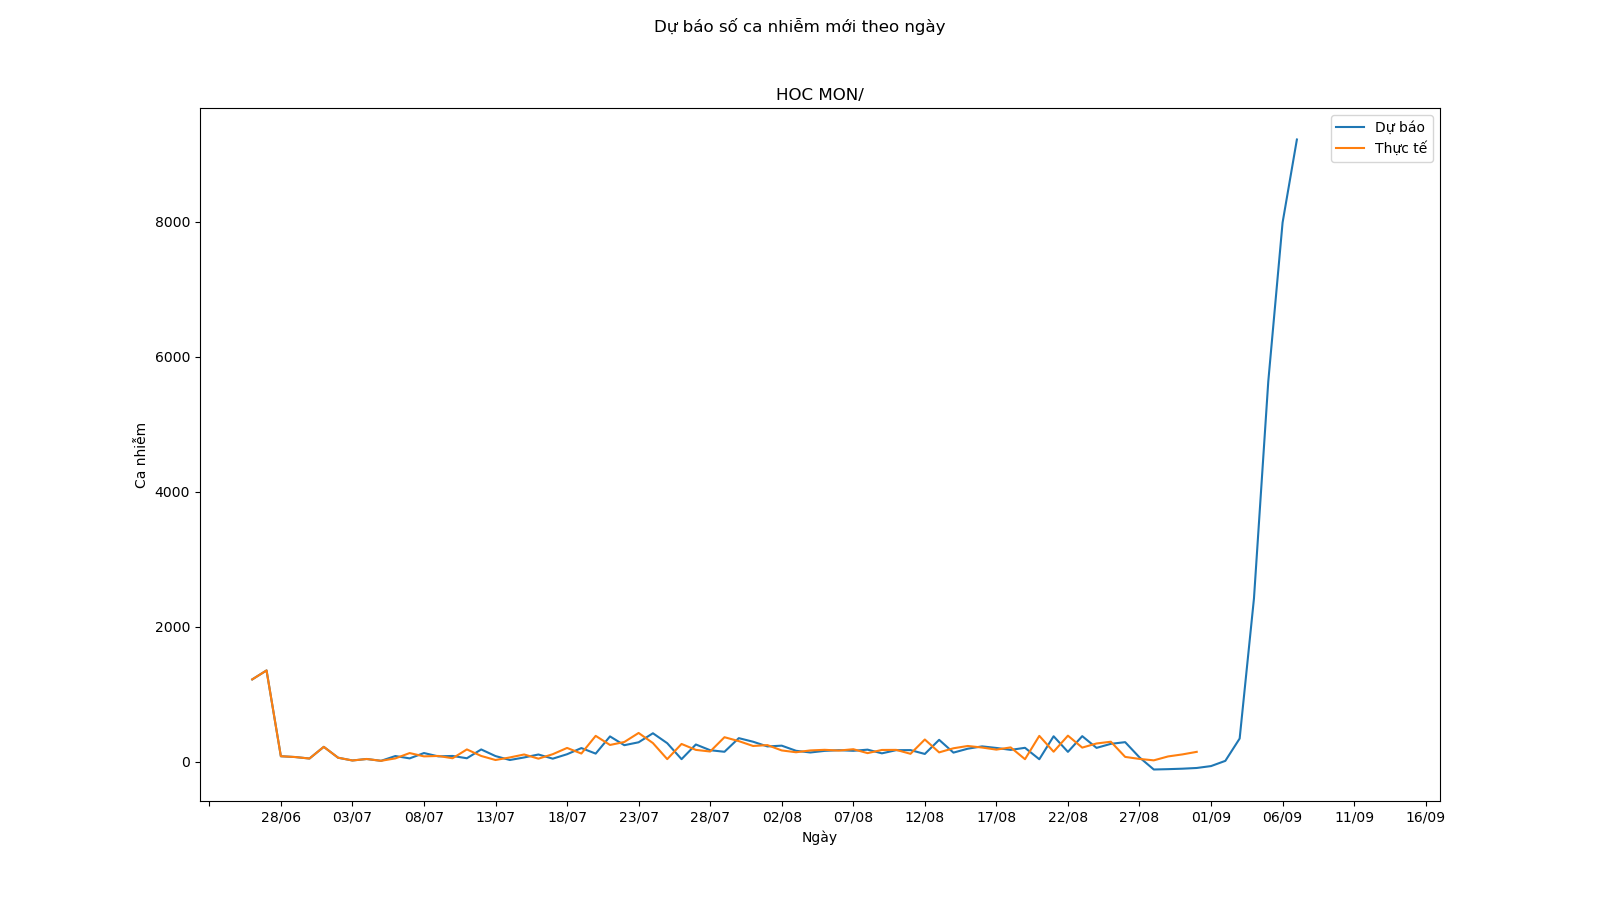 Dự báo số ca nhiễm mới theo ngày
HOC MON/
Dự báo
Thực tế
8000
6000
4000
2000
0
Ca nhiễm
28/06 03/07 08/07 13/07 18/07 23/07 28/07 02/08 07/08 12/08 17/08 22/08 27/08 01/09 06/09 11/09 16/09
Ngày